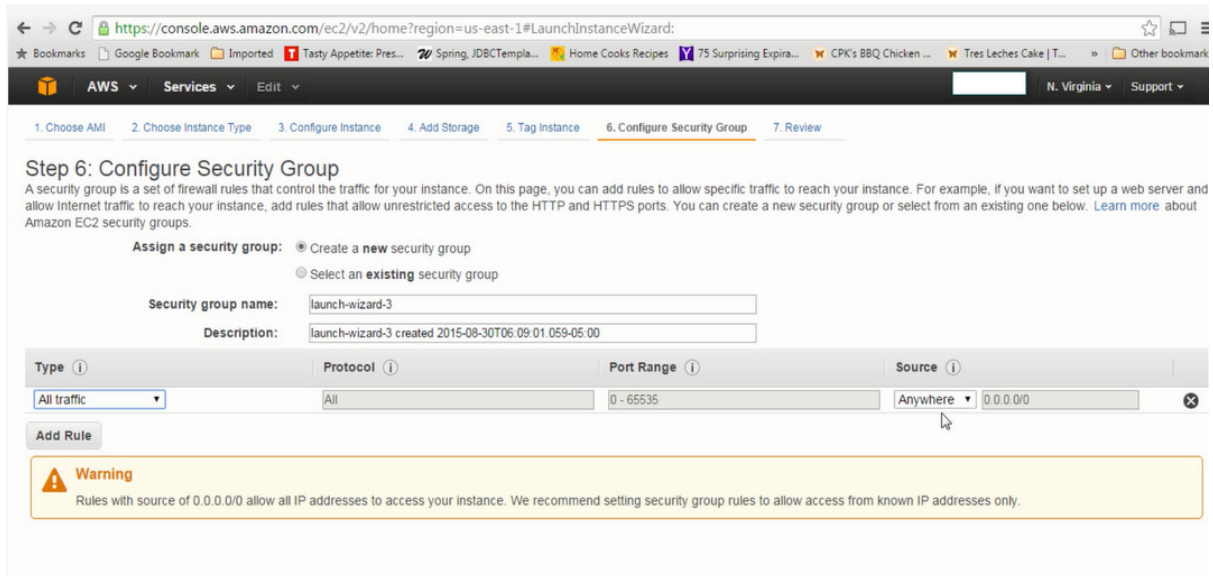 https://console.aws.amazon.com/ec2/v2/home?region=us-east-1#LaunchInstanceWizard:
Bookmarks Google Bookmark Imported Tasty Appetite: Pres... Spring, JDBCTempla... Home Cooks Recipes 75 Surprising Expira... CPK's BBQ Chicken ... Tres Leches Cake | T... » Other bookmark
AWS Services Edit N. Virginia Support
1. Choose AMI 2. Choose Instance Type 3. Configure Instance 4. Add Storage 5. Tag Instance 6. Configure Security Group 7. Review
Step 6: Configure Security Group
A security group is a set of firewall rules that control the traffic for your instance. On this page, you can add rules to allow specific traffic to reach your instance. For example, if you want to set up a web server and
allow Internet traffic to reach your instance, add rules that allow unrestricted access to the HTTP and HTTPS ports. You can create a new security group or select from an existing one below. Learn more about
Amazon EC2 security groups.
Assign a security group: Create a new security group
Select an existing security group
Security group name: launch-wizard-3
Description: launch-wizard-3 created 2015-08-30T06:09:01.059-05:00
Type Protocol Port Range Source
All traffic All 0 - 65535 Anywhere 0.0.0.0/0
Add Rule
Warning
Rules with source of 0.0.0.0/0 allow all IP addresses to access your instance. We recommend setting security group rules to allow access from known IP addresses only.